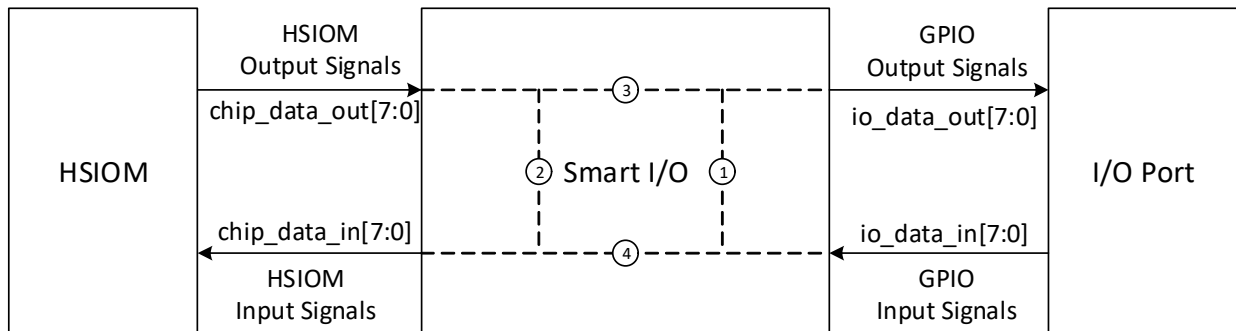 HSIOM
Output Signals
chip_data_out[7:0]
GPIO
Output Signals
io_data_out[7:0]
3
HSIOM
2
Smart I/O
1
I/O Port
chip_data_in[7:0]
HSIOM
Input Signals
4
io_data_in[7:0]
GPIO
Input Signals